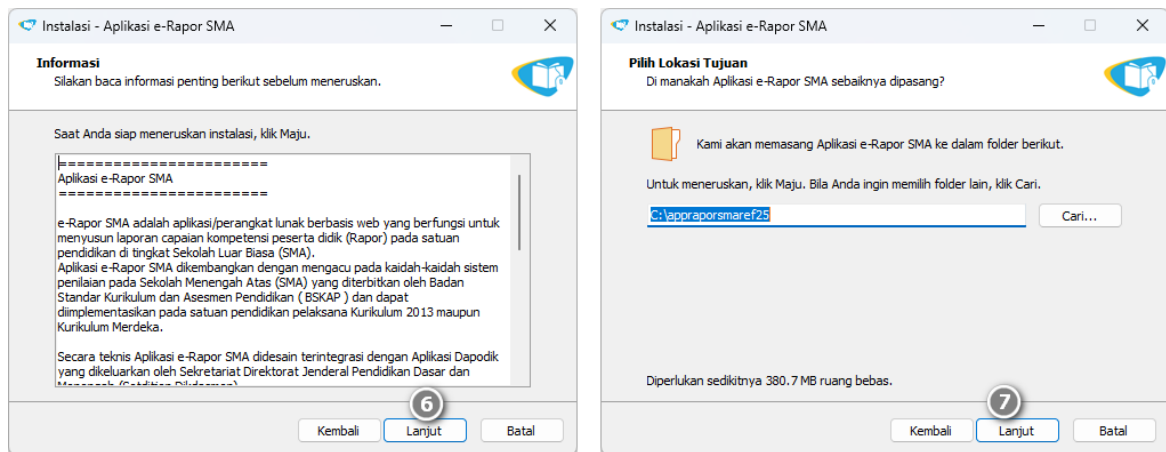 Instalasi - Aplikasi e-Rapor SMA
Informasi
Silakan baca informasi penting berikut sebelum meneruskan.
Saat Anda siap meneruskan instalasi, klik Maju.
=======================
Aplikasi e-Rapor SMA
=======================
e-Rapor SMA adalah aplikasi/perangkat lunak berbasis web yang berfungsi untuk
menyusun laporan capaian kompetensi peserta didik (Rapor) pada satuan
pendidikan di tingkat Sekolah Luar Biasa (SMA).
Aplikasi e-Rapor SMA dikembangkan dengan mengacu pada kaidah-kaidah sistem
penilaian pada Sekolah Menengah Atas (SMA) yang diterbitkan oleh Badan
Standar Kurikulum dan Asesmen Pendidikan ( BSKAP ) dan dapat
diimplementasikan pada satuan pendidikan pelaksana Kurikulum 2013 maupun
Kurikulum Merdeka.
Secara teknis Aplikasi e-Rapor SMA didesain terintegrasi dengan Aplikasi Dapodik
yang dikeluarkan oleh Sekretariat Direktorat Jenderal Pendidikan Dasar dan
6
Kembali Lanjut Batal
Instalasi - Aplikasi e-Rapor SMA
Pilih Lokasi Tujuan
Di manakah Aplikasi e-Rapor SMA sebaiknya dipasang?
Kami akan memasang Aplikasi e-Rapor SMA ke dalam folder berikut.
Untuk meneruskan, klik Maju. Bila Anda ingin memilih folder lain, klik Cari.
C:\appraporsmaref25
Cari...
Diperlukan sedikitnya 380.7 MB ruang bebas.
7
Kembali Lanjut Batal